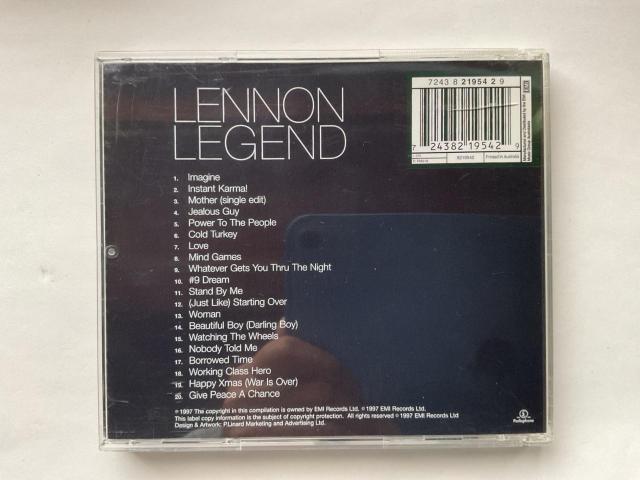 LENNON
LEGEND
7243 8 21954 2 9
7 24382 19542 9
8219542
Printed in Australia
1. Imagine
2. Instant Karma!
3. Mother (single edit)
4. Jealous Guy
5. Power To The People
6. Cold Turkey
7. Love
8. Mind Games
9. Whatever Gets You Thru The Night
10. #9 Dream
11. Stand By Me
12. (Just Like) Starting Over
13. Woman
14. Beautiful Boy (Darling Boy)
15. Watching The Wheels
16. Nobody Told Me
17. Borrowed Time
18. Working Class Hero
19. Happy Xmas (War Is Over)
20. Give Peace A Chance
℗ 1997 The copyright in this compilation is owned by EMI Records Ltd. © 1997 EMI Records Ltd.
This label copy information is the subject of copyright protection. All rights reserved © 1997 EMI Records Ltd
Design & Artwork: P.Linard Marketing and Advertising Ltd.
Parlophone